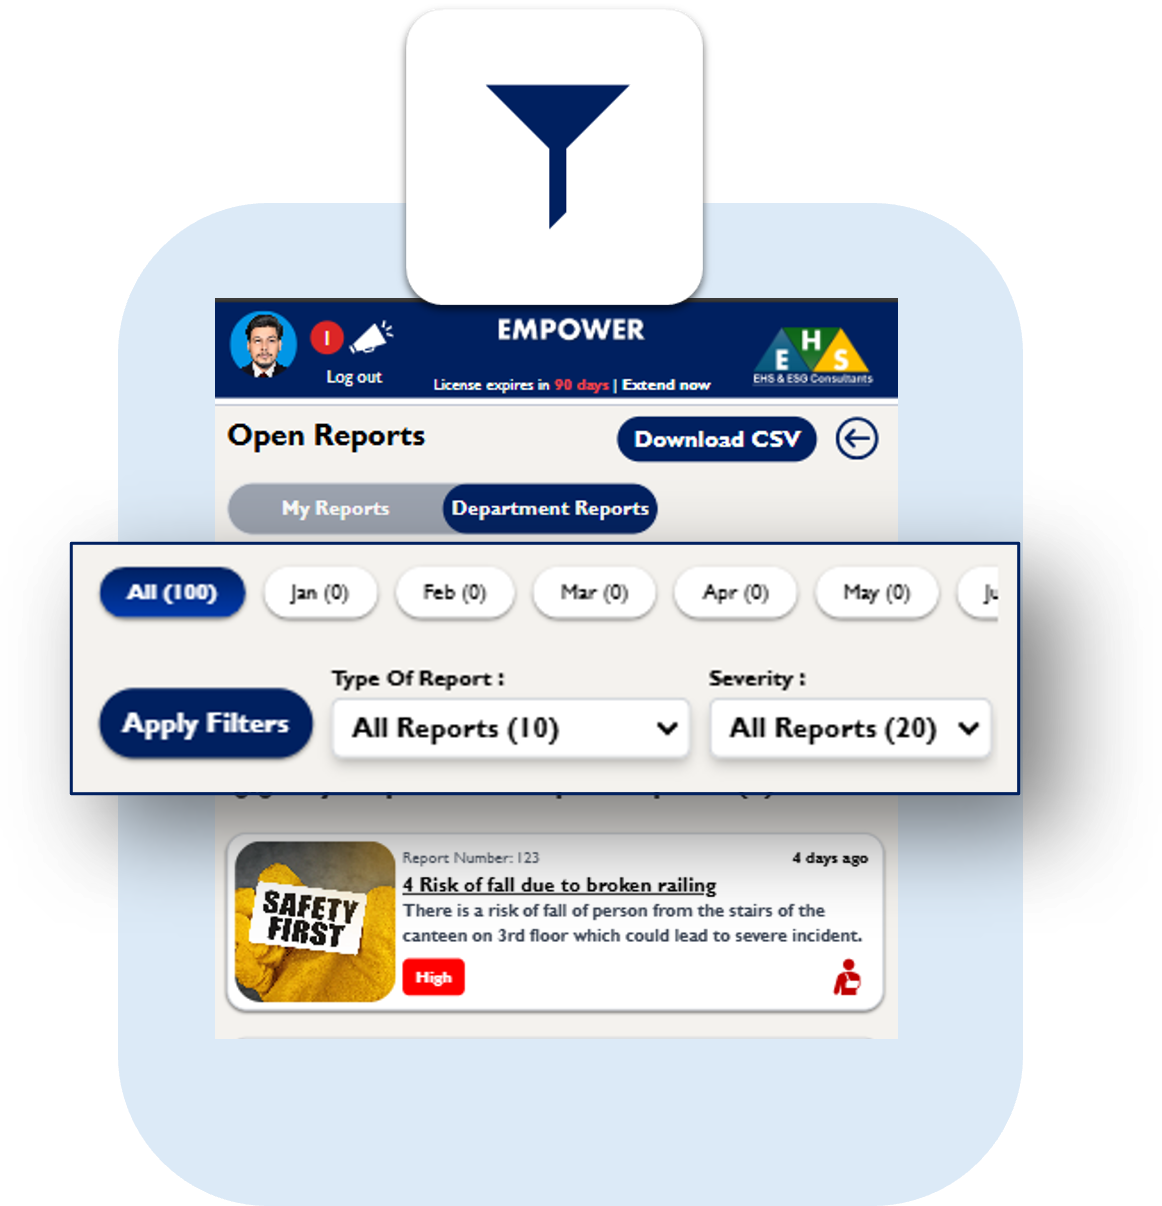 EMPOWER
1
Log out
License expires in 90 days | Extend now
E H S
EHS & ESG Consultants
Open Reports
Download CSV
My Reports
Department Reports
All (100)
Jan (0)
Feb (0)
Mar (0)
Apr (0)
May (0)
Ju
Type Of Report :
Severity :
Apply Filters
All Reports (10)
All Reports (20)
Report Number: 123
4 days ago
4 Risk of fall due to broken railing
There is a risk of fall of person from the stairs of the
canteen on 3rd floor which could lead to severe incident.
SAFETY
FIRST
High